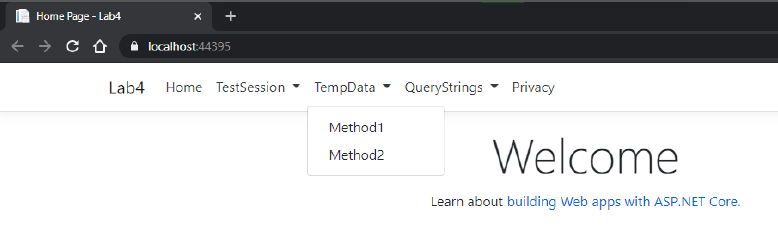 Home Page - Lab4
localhost:44395
Lab4 Home TestSession TempData QueryStrings Privacy
Method1
Method2
Welcome
Learn about building Web apps with ASP.NET Core.